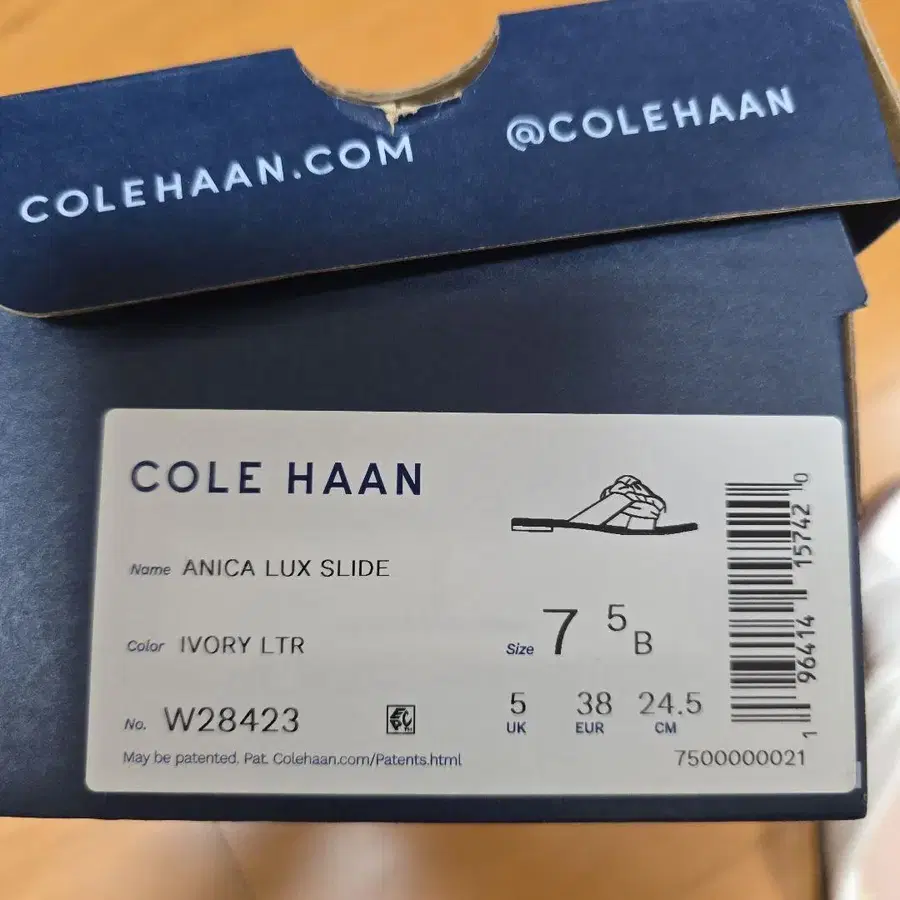 COLEHAAN.COM @COLEHAAN
COLE HAAN
Name ANICA LUX SLIDE
Color IVORY LTR
Size 7 5 B
No. W28423
5 38 24.5
UK EUR CM
May be patented. Pat. Colehaan.com/Patents.html
7500000021
1 96414 15742 0